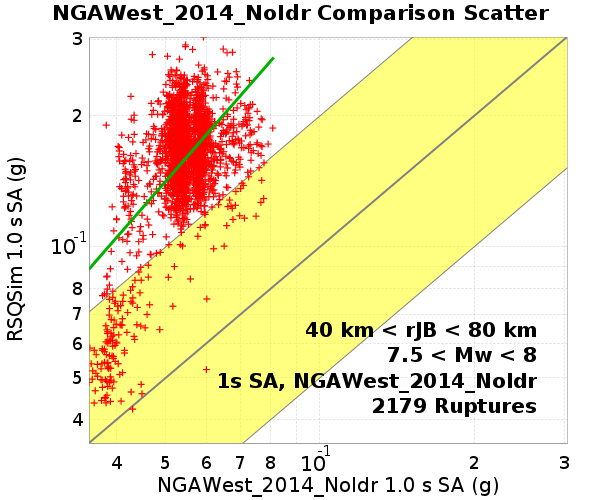 NGAWest_2014_NoIdr Comparison Scatter
3
2
10-1
8
7
6
5
4
RSQSim 1.0 s SA (g)
40 km < rJB < 80 km
7.5 < Mw < 8
1s SA, NGAWest_2014_NoIdr
2179 Ruptures
4 5 6 7 8 10-1 2 3
NGAWest_2014_NoIdr 1.0 s SA (g)